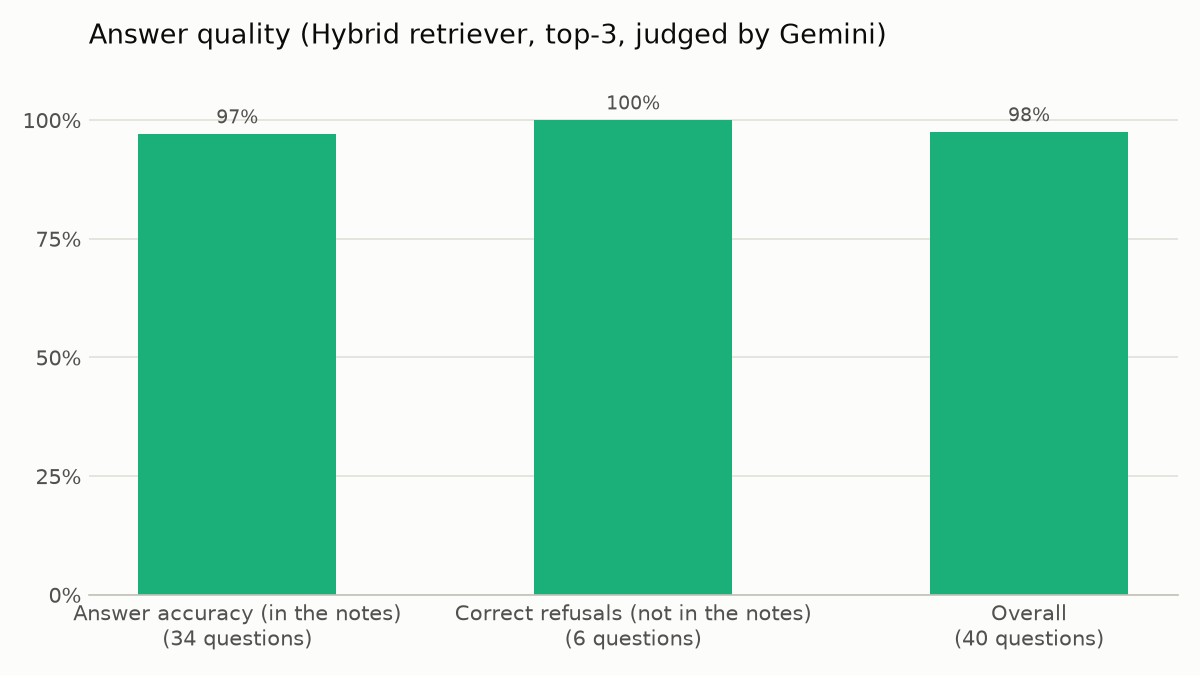 Answer quality (Hybrid retriever, top-3, judged by Gemini)
97%
100%
98%
100%
75%
50%
25%
0%
Answer accuracy (in the notes)
(34 questions)
Correct refusals (not in the notes)
(6 questions)
Overall
(40 questions)